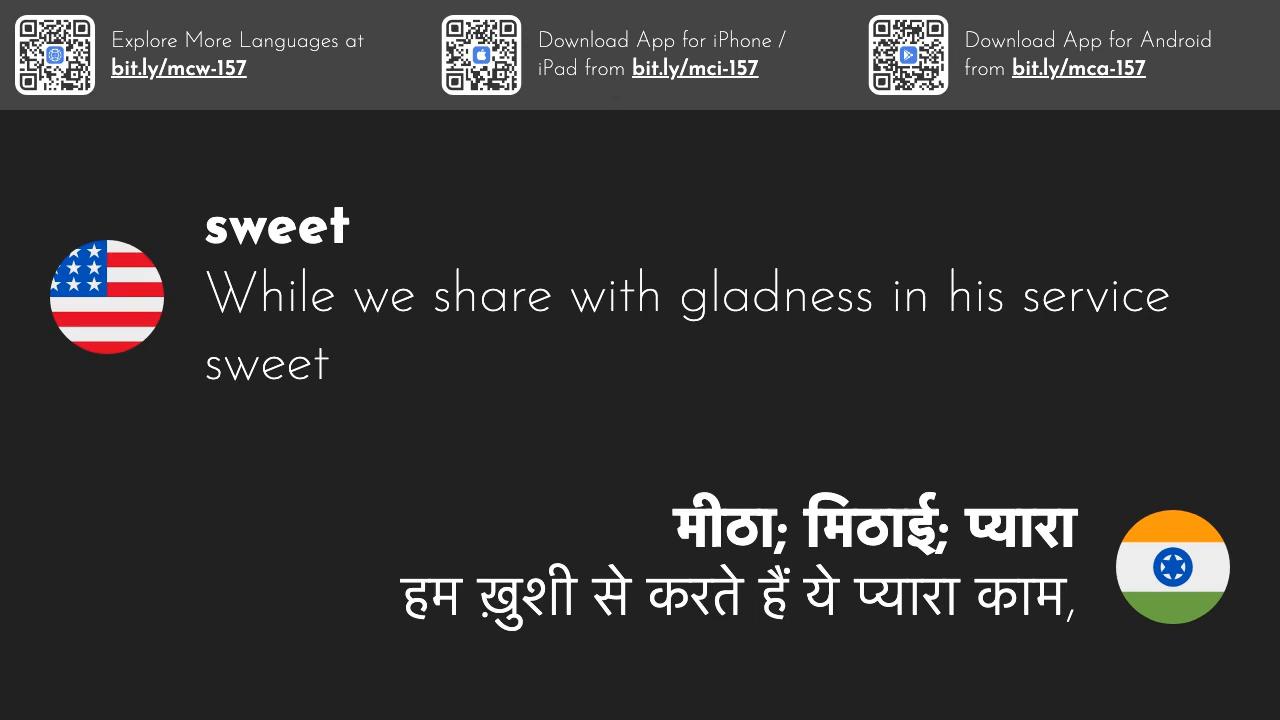 Explore More Languages at
bit.ly/mcw-157
Download App for iPhone /
iPad from bit.ly/mci-157
Download App for Android
from bit.ly/mca-157
sweet
While we share with gladness in his service
sweet
मीठा; मिठाई; प्यारा
हम ख़ुशी से करते हैं ये प्यारा काम,